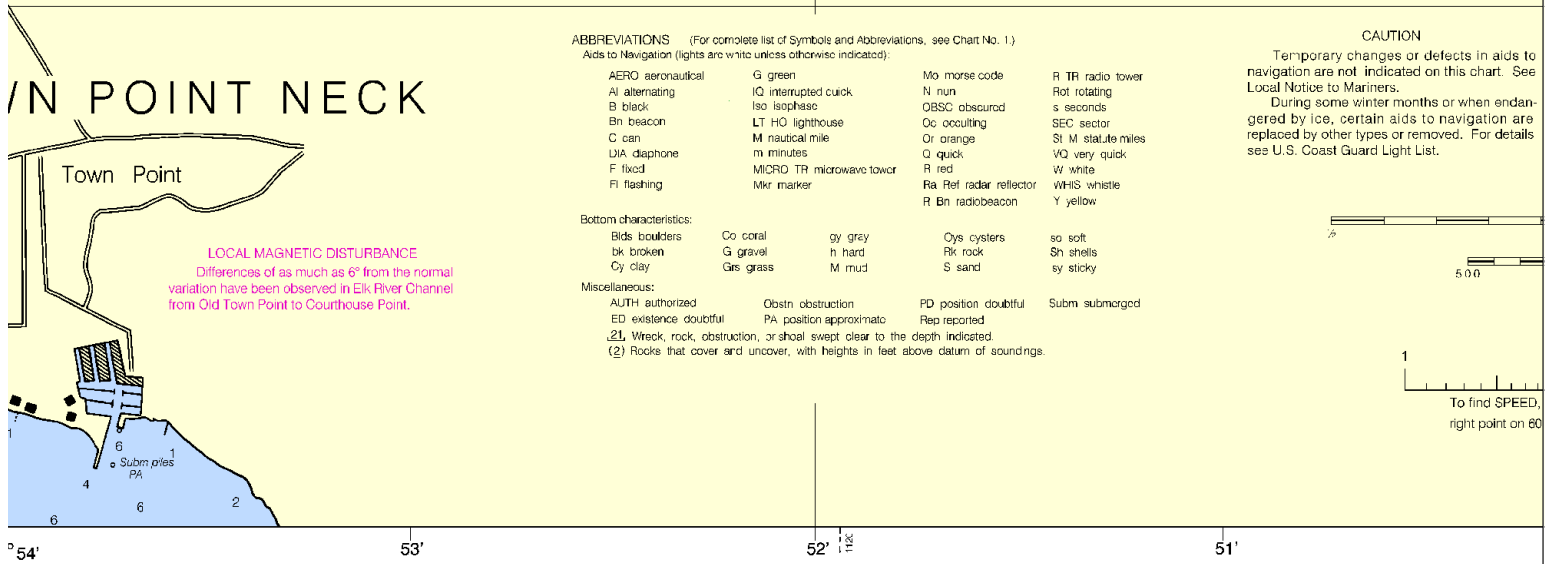 ABBREVIATIONS (For complete list of Symbols and Abbreviations, see Chart No. 1.)
Aids to Navigation (lights are white unless otherwise indicated):
AERO aeronautical G green Mo morse code R TR radio tower
Al alternating IQ interrupted quick N nun Rot rotating
B black Iso isophase OBSC obscured s seconds
Bn beacon LT HO lighthouse Oc occulting SEC sector
C can M nautical mile Or orange St M statute miles
DIA diaphone m minutes Q quick VQ very quick
F fixed MICRO TR microwave tower R red W white
Fl flashing Mkr marker Ra Ref radar reflector WHIS whistle
R Bn radiobeacon Y yellow
Bottom characteristics:
Blds boulders Co coral gy gray Oys oysters so soft
bk broken G gravel h hard Rk rock Sh shells
Cy clay Grs grass M mud S sand sy sticky
Miscellaneous:
AUTH authorized Obstn obstruction PD position doubtful Subm submerged
ED existence doubtful PA position approximate Rep reported
21, Wreck, rock, obstruction, or shoal swept clear to the depth indicated.
(2) Rocks that cover and uncover, with heights in feet above datum of soundings.
CAUTION
Temporary changes or defects in aids to
navigation are not indicated on this chart. See
Local Notice to Mariners.
During some winter months or when endan-
gered by ice, certain aids to navigation are
replaced by other types or removed. For details
see U.S. Coast Guard Light List.
N POINT NECK
Town Point
LOCAL MAGNETIC DISTURBANCE
Differences of as much as 6° from the normal
variation have been observed in Elk River Channel
from Old Town Point to Courthouse Point.
½
500
1
To find SPEED,
right point on 60
1
6
1
Subm piles
PA
4
6
2
6
° 54'
53'
52'
1120
51'